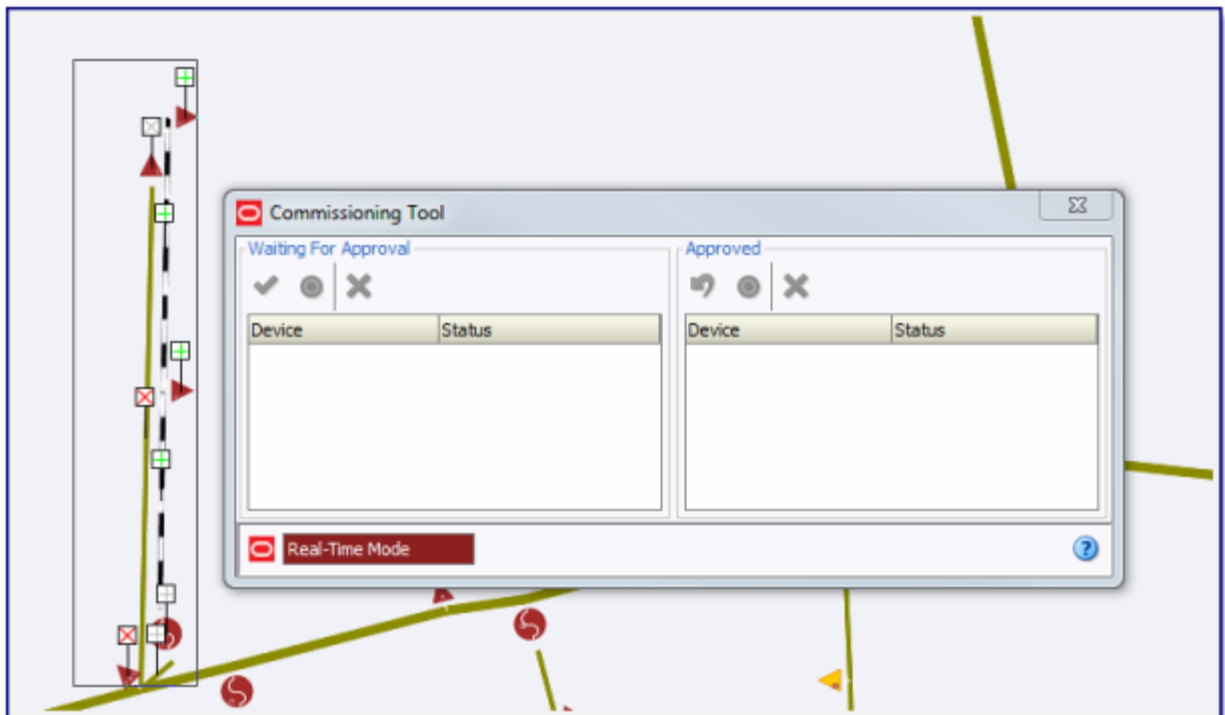 Commissioning Tool
Waiting For Approval
Approved
Device Status
Device Status
Real-Time Mode